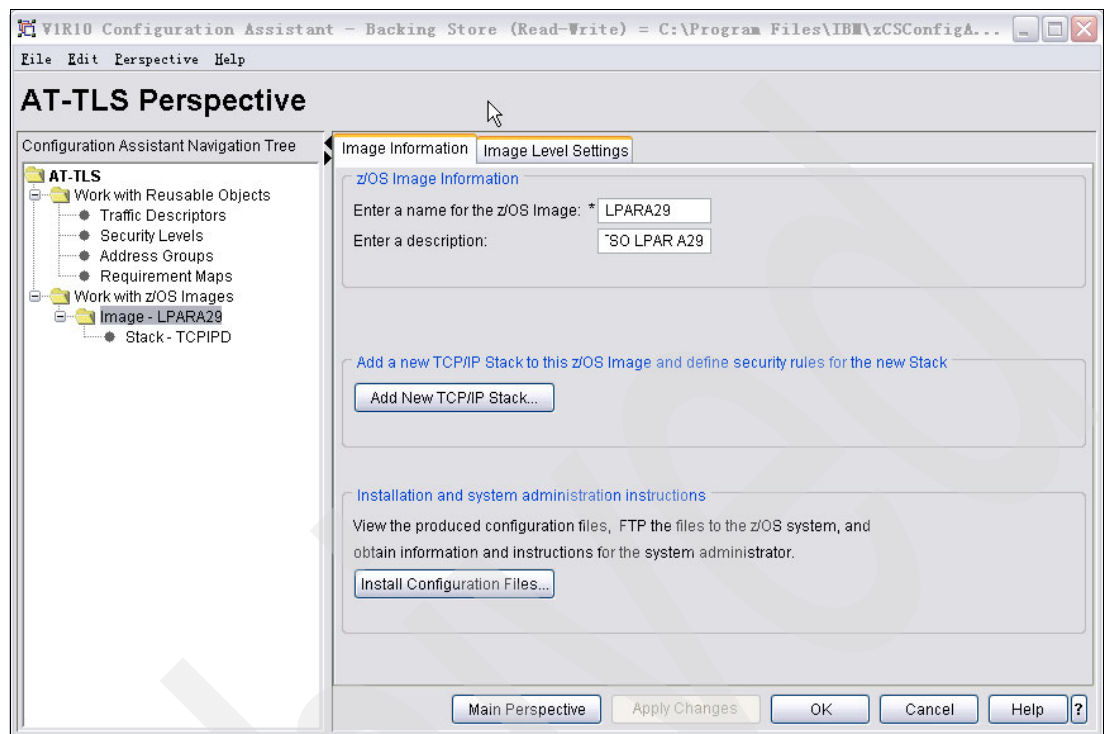 V1R10 Configuration Assistant - Backing Store (Read-Write) = C:\Program Files\IBM\zCSConfigA...
File Edit Perspective Help
AT-TLS Perspective
Configuration Assistant Navigation Tree
AT-TLS
Work with Reusable Objects
Traffic Descriptors
Security Levels
Address Groups
Requirement Maps
Work with z/OS Images
Image - LPARA29
Stack - TCPIPD
Image Information
Image Level Settings
z/OS Image Information
Enter a name for the z/OS Image: * LPARA29
Enter a description: SO LPAR A29
Add a new TCP/IP Stack to this z/OS Image and define security rules for the new Stack
Add New TCP/IP Stack...
Installation and system administration instructions
View the produced configuration files, FTP the files to the z/OS system, and
obtain information and instructions for the system administrator.
Install Configuration Files...
Main Perspective
Apply Changes
OK
Cancel
Help
?